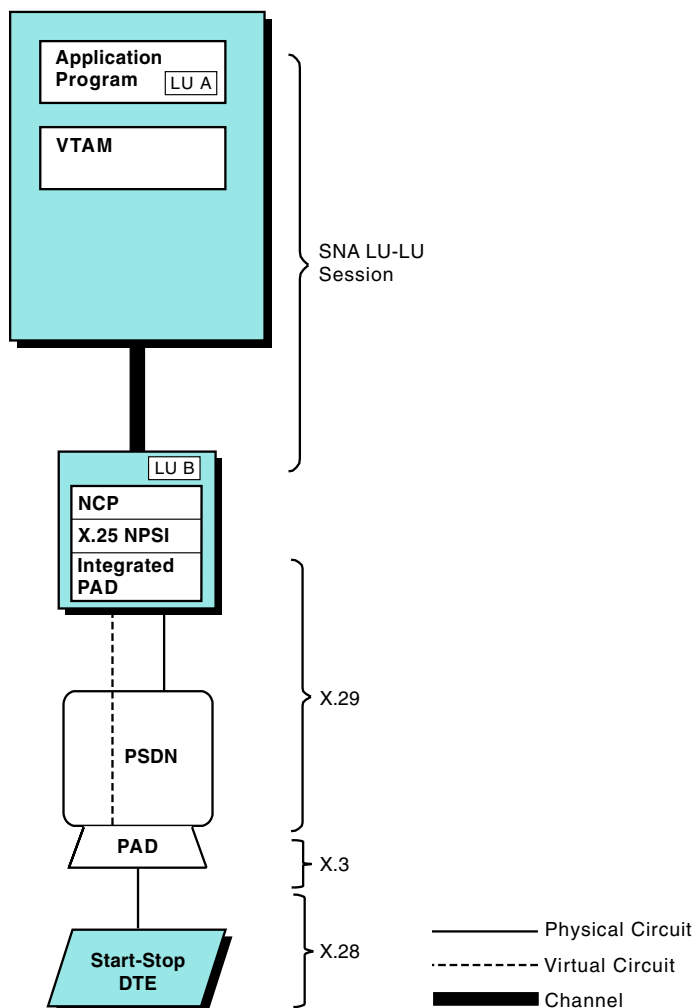 Application
Program
LU A
VTAM
SNA LU-LU
Session
LU B
NCP
X.25 NPSI
Integrated
PAD
X.29
PSDN
PAD
X.3
Start-Stop
DTE
X.28
Physical Circuit
Virtual Circuit
Channel